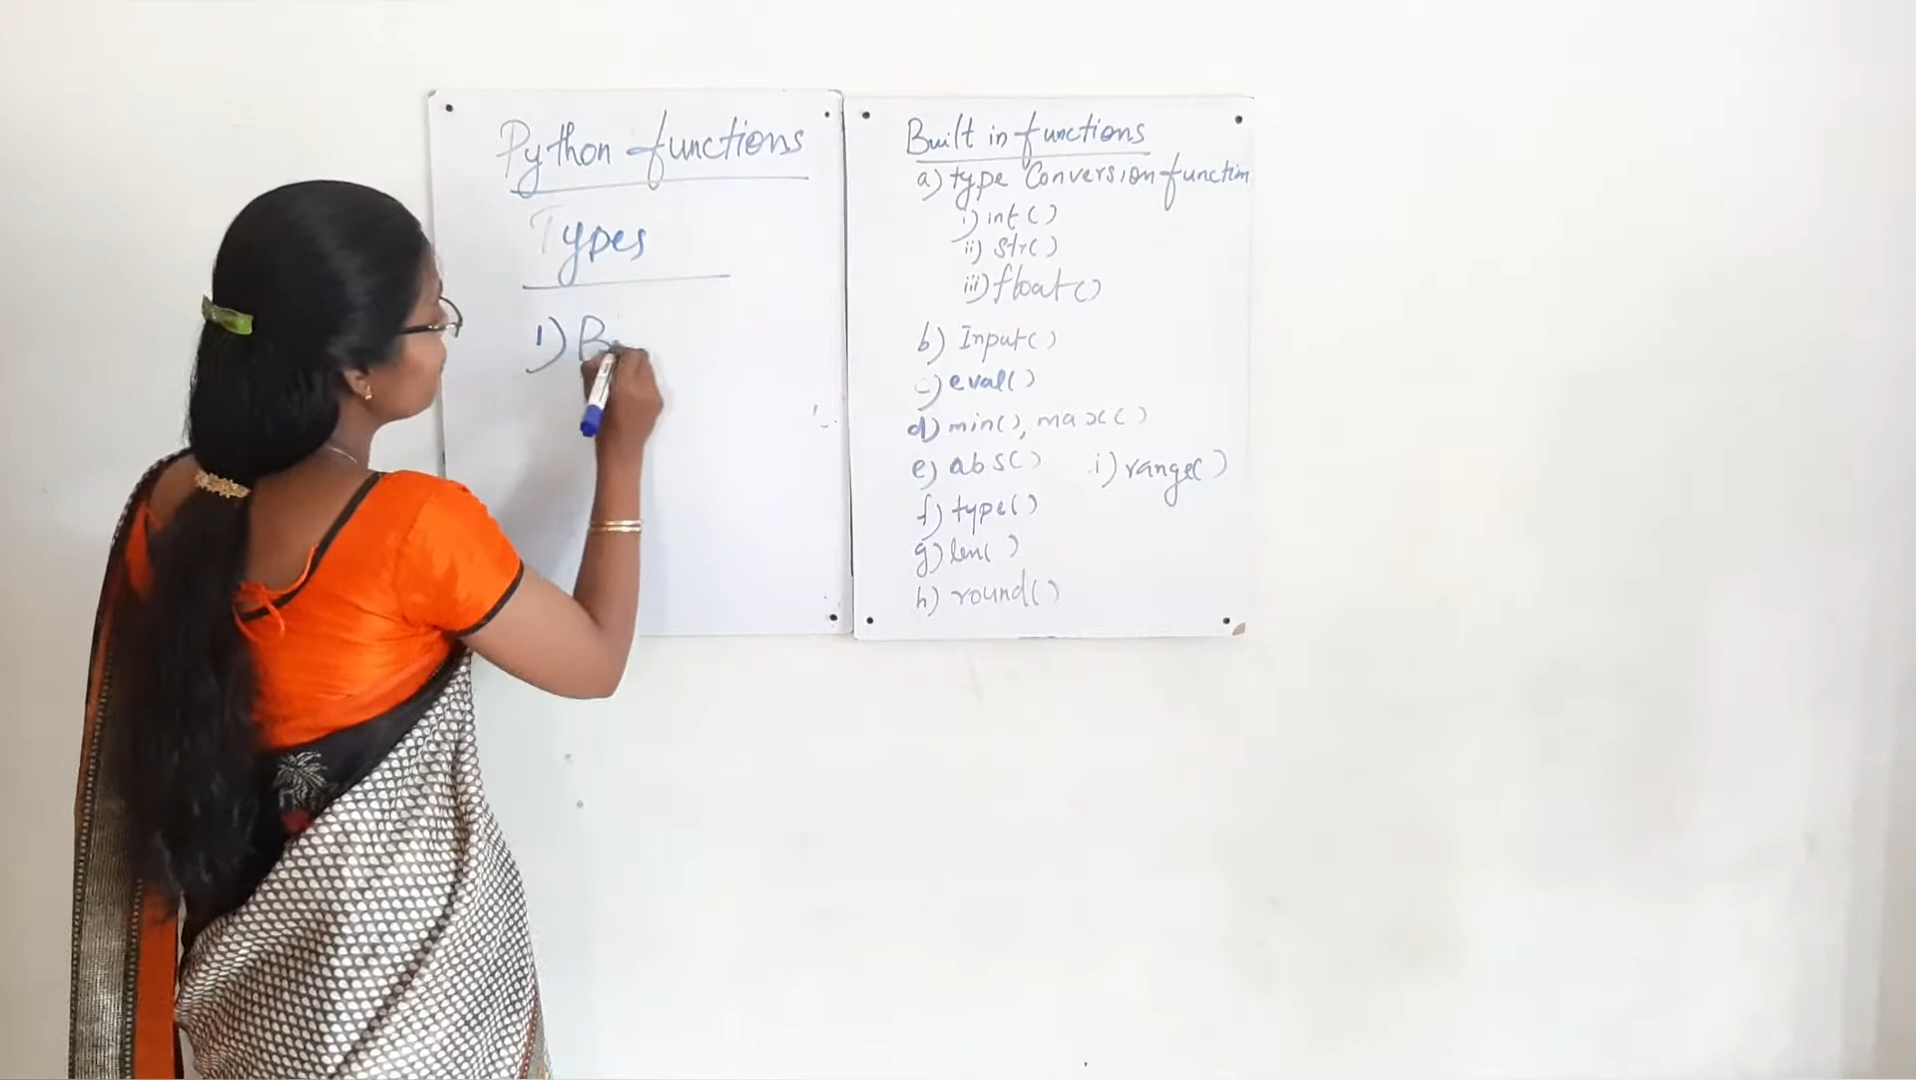 Python functions
Types
1) B
Built in functions
a) type Conversion function
i) int()
ii) str()
iii) float()
b) Input()
c) eval()
d) min(), max()
e) abs()
i) range()
f) type()
g) len()
h) round()